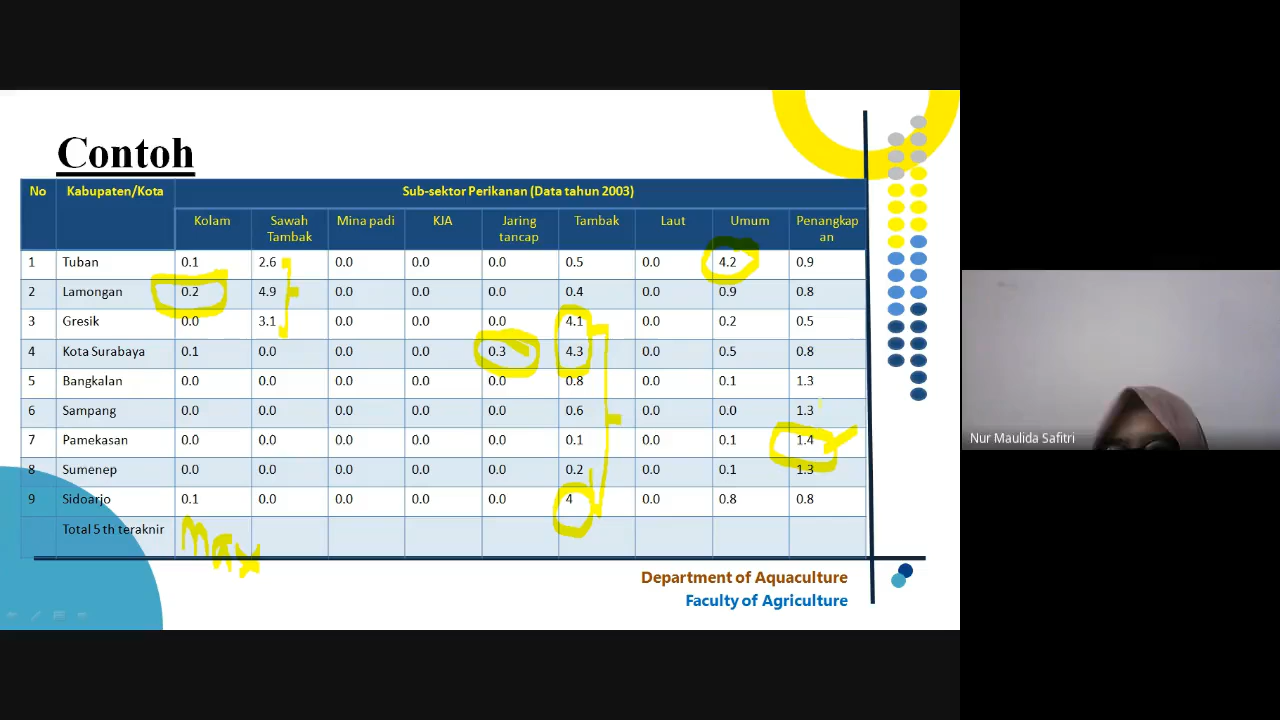 Contoh
No Kabupaten/Kota Sub-sektor Perikanan (Data tahun 2003)
Kolam Sawah Tambak Mina padi KJA Jaring tancap Tambak Laut Umum Penangkapan
1 Tuban 0.1 2.6 0.0 0.0 0.0 0.5 0.0 4.2 0.9
2 Lamongan 0.2 4.9 0.0 0.0 0.0 0.4 0.0 0.9 0.8
3 Gresik 0.0 3.1 0.0 0.0 0.0 4.1 0.0 0.2 0.5
4 Kota Surabaya 0.1 0.0 0.0 0.0 0.3 4.3 0.0 0.5 0.8
5 Bangkalan 0.0 0.0 0.0 0.0 0.0 0.8 0.0 0.1 1.3
6 Sampang 0.0 0.0 0.0 0.0 0.0 0.6 0.0 0.0 1.3
7 Pamekasan 0.0 0.0 0.0 0.0 0.0 0.1 0.0 0.1 1.4
8 Sumenep 0.0 0.0 0.0 0.0 0.0 0.2 0.0 0.1 1.3
9 Sidoarjo 0.1 0.0 0.0 0.0 0.0 4 0.0 0.8 0.8
Total 5 th teraknir
Max
Department of Aquaculture
Faculty of Agriculture
Nur Maulida Safitri